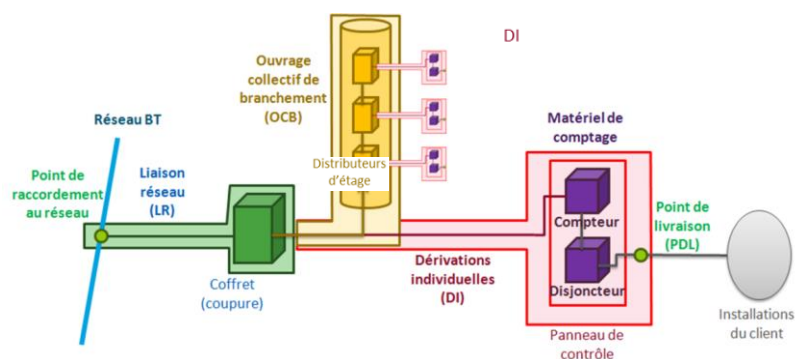 DI
Ouvrage
collectif de
branchement
(OCB)
Réseau BT
Matériel de
comptage
Point de
raccordement
au réseau
Liaison
réseau
(LR)
Distributeurs
d'étage
Compteur
Point de
livraison
(PDL)
Coffret
(coupure)
Dérivations
individuelles
(DI)
Disjoncteur
Installations
du client
Panneau de
contrôle